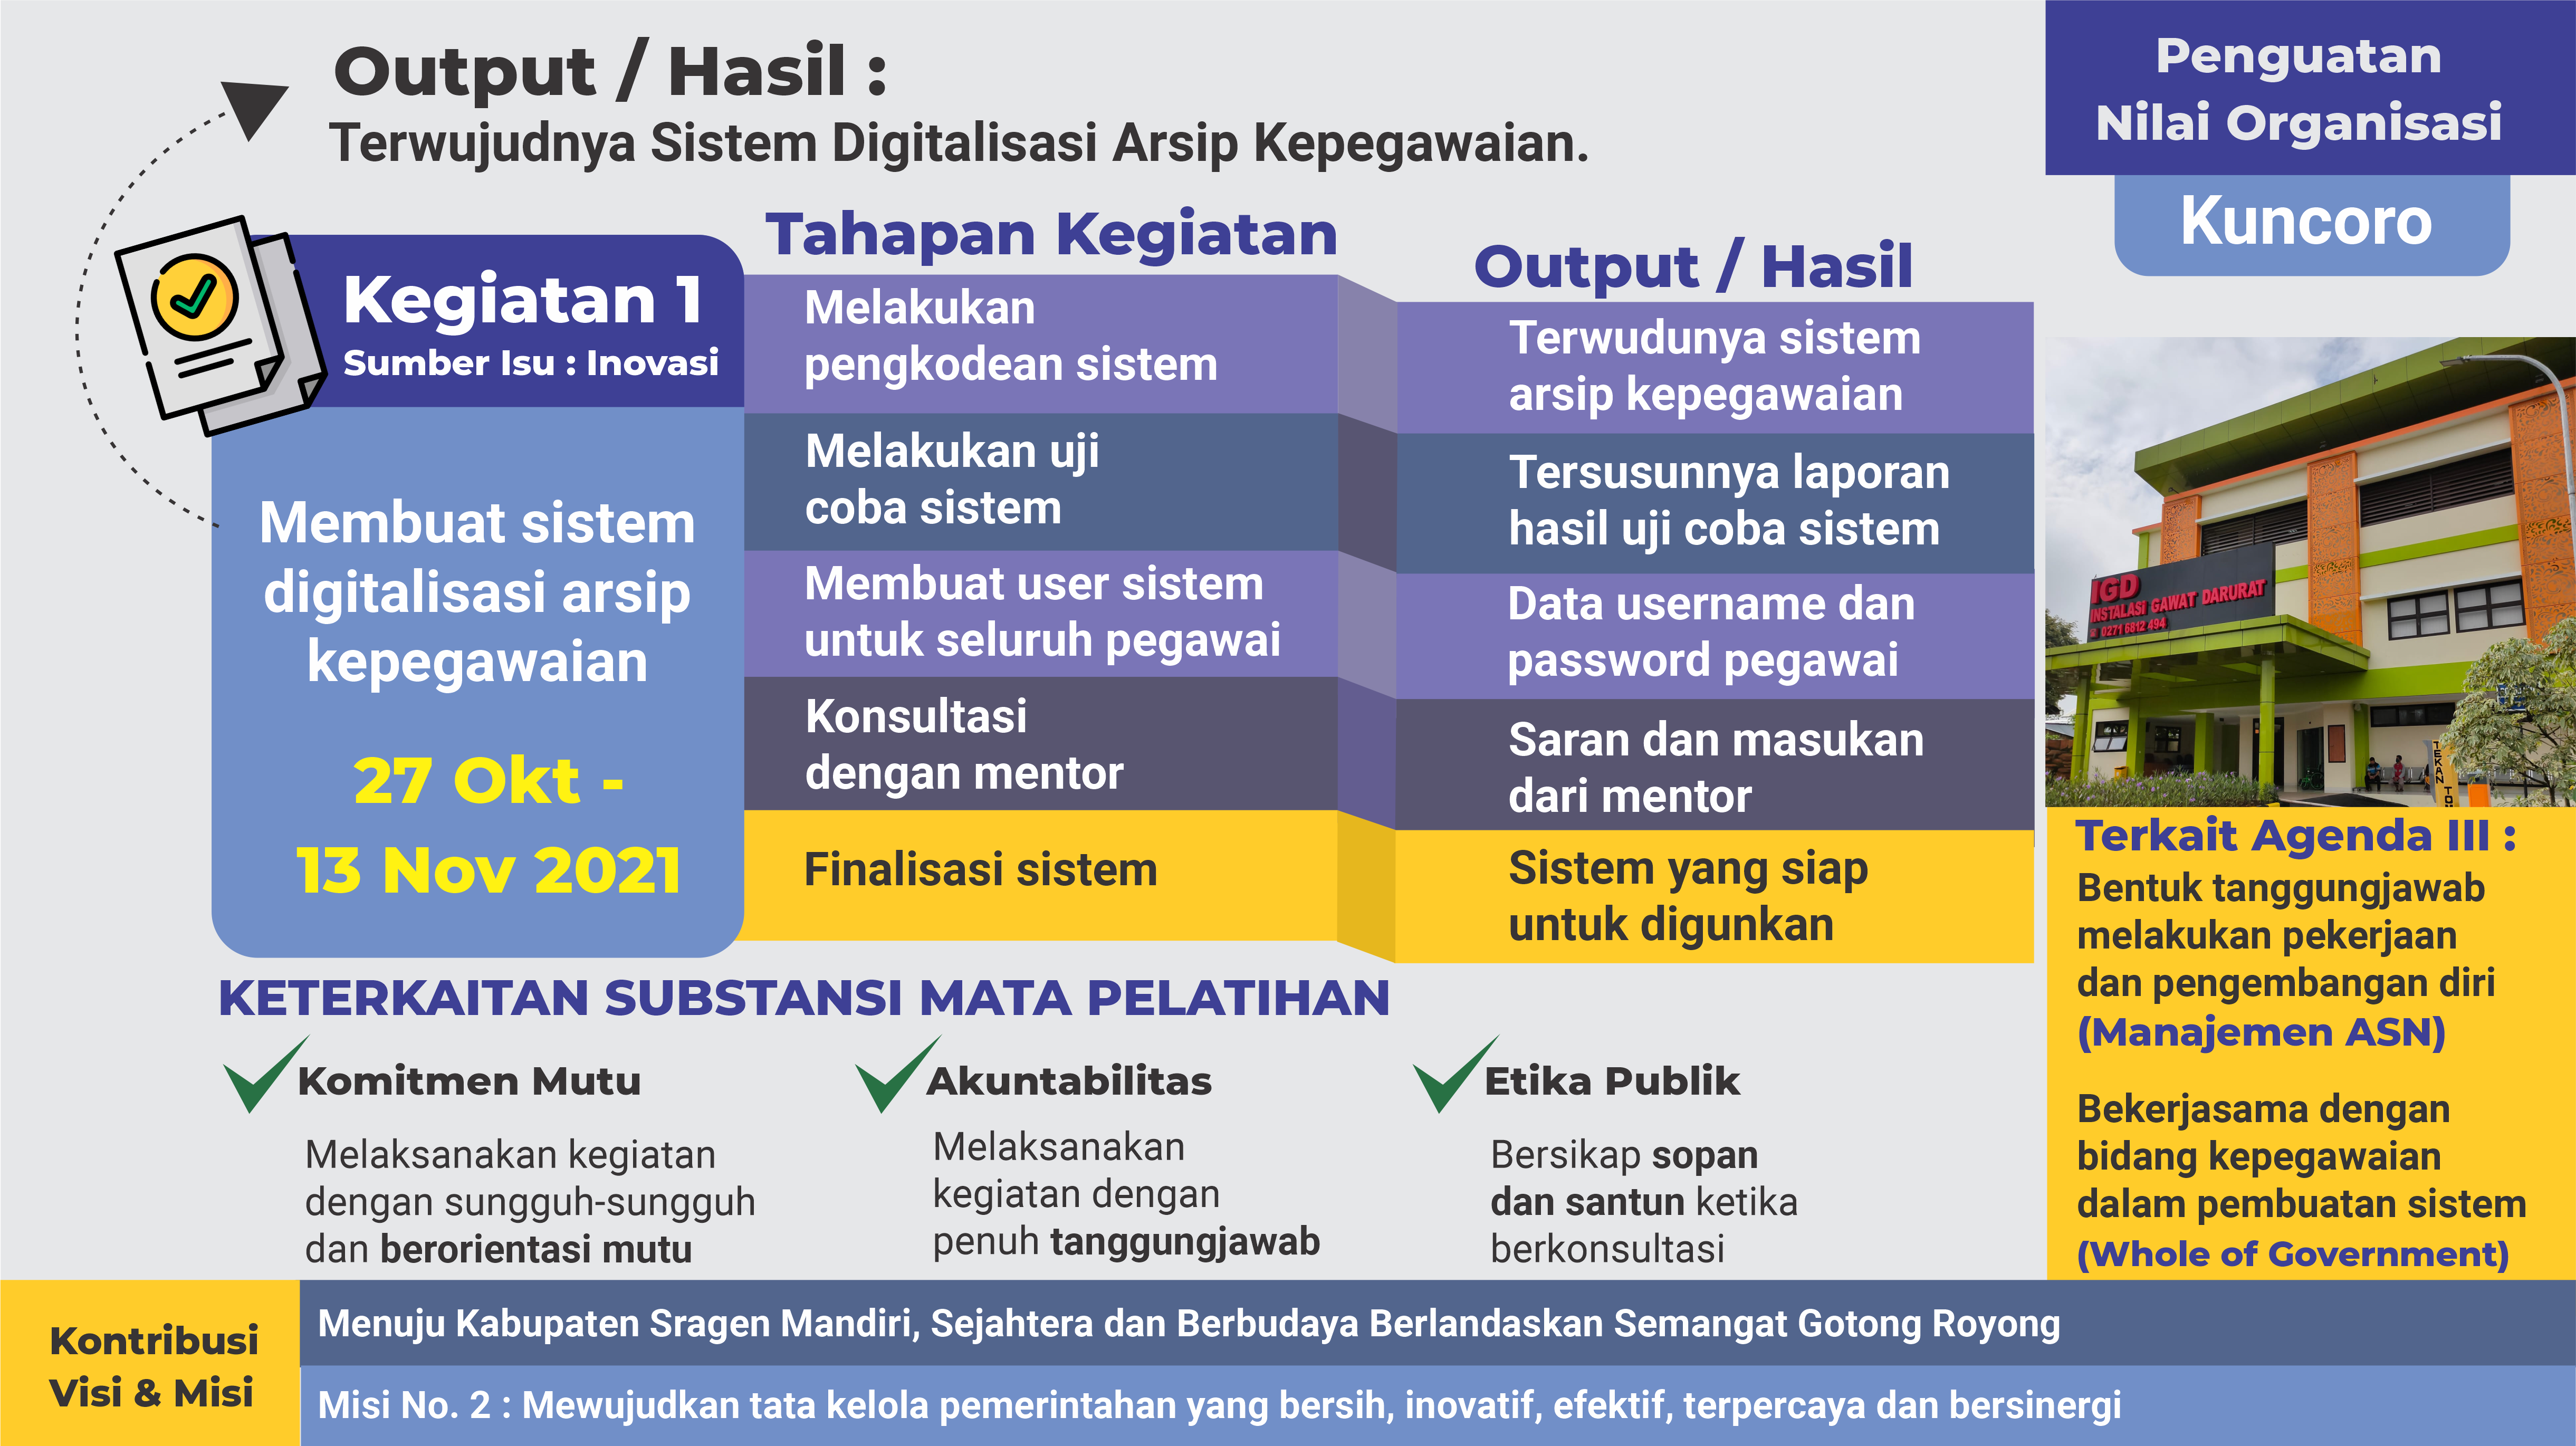 Output / Hasil :
Terwujudnya Sistem Digitalisasi Arsip Kepegawaian.
Penguatan
Nilai Organisasi
Kuncoro
Kegiatan 1
Sumber Isu : Inovasi
Membuat sistem
digitalisasi arsip
kepegawaian
27 Okt -
13 Nov 2021
Tahapan Kegiatan
Melakukan
pengkodean sistem
Melakukan uji
coba sistem
Membuat user sistem
untuk seluruh pegawai
Konsultasi
dengan mentor
Finalisasi sistem
Output / Hasil
Terwudunya sistem
arsip kepegawaian
Tersusunnya laporan
hasil uji coba sistem
Data username dan
password pegawai
Saran dan masukan
dari mentor
Sistem yang siap
untuk digunkan
IGD
INSTALASI GAWAT DARURAT
0271 6812 494
TEKAN TO
Terkait Agenda III :
Bentuk tanggungjawab
melakukan pekerjaan
dan pengembangan diri
(Manajemen ASN)
Bekerjasama dengan
bidang kepegawaian
dalam pembuatan sistem
(Whole of Government)
KETERKAITAN SUBSTANSI MATA PELATIHAN
Komitmen Mutu
Melaksanakan kegiatan
dengan sungguh-sungguh
dan berorientasi mutu
Akuntabilitas
Melaksanakan
kegiatan dengan
penuh tanggungjawab
Etika Publik
Bersikap sopan
dan santun ketika
berkonsultasi
Kontribusi
Visi & Misi
Menuju Kabupaten Sragen Mandiri, Sejahtera dan Berbudaya Berlandaskan Semangat Gotong Royong
Misi No. 2 : Mewujudkan tata kelola pemerintahan yang bersih, inovatif, efektif, terpercaya dan bersinergi